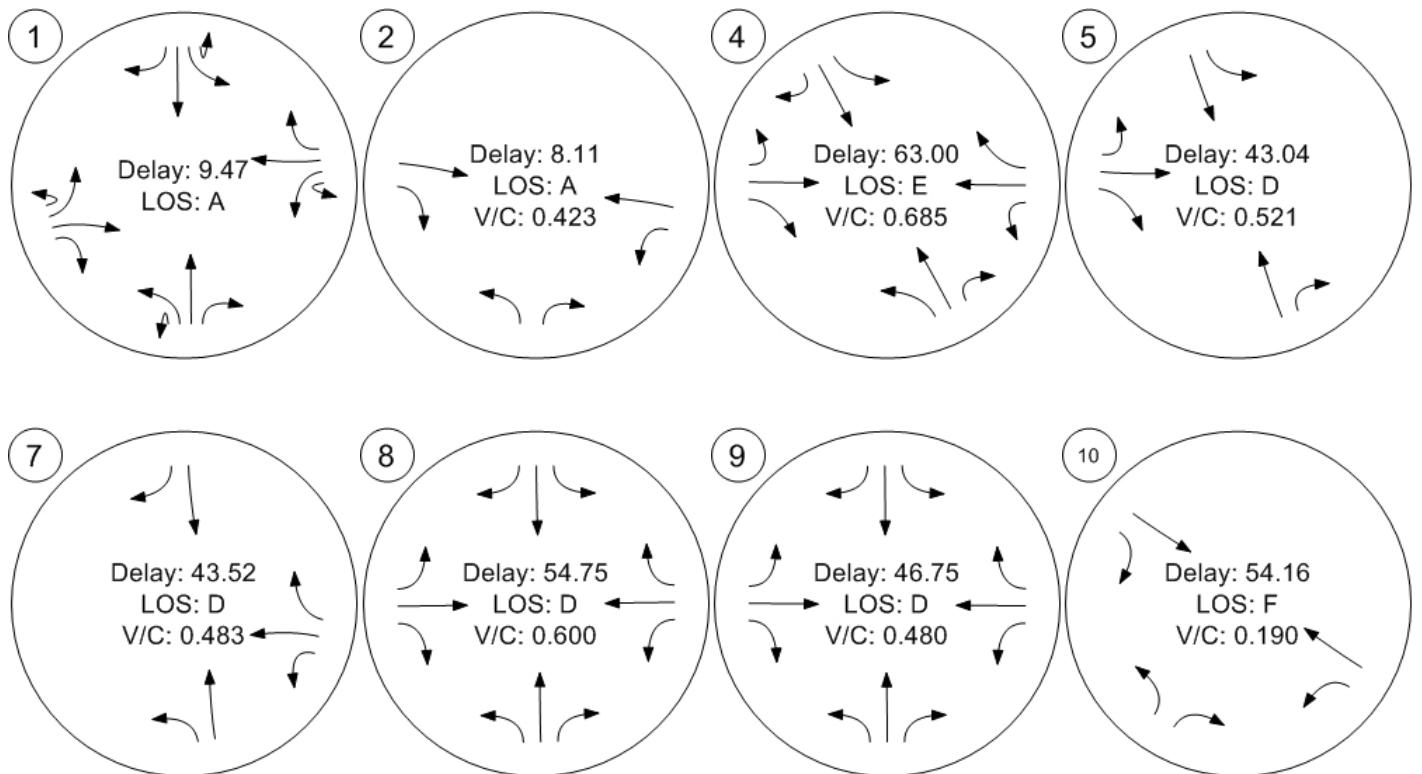 1
Delay: 9.47
LOS: A
2
Delay: 8.11
LOS: A
V/C: 0.423
4
Delay: 63.00
LOS: E
V/C: 0.685
5
Delay: 43.04
LOS: D
V/C: 0.521
7
Delay: 43.52
LOS: D
V/C: 0.483
8
Delay: 54.75
LOS: D
V/C: 0.600
9
Delay: 46.75
LOS: D
V/C: 0.480
10
Delay: 54.16
LOS: F
V/C: 0.190